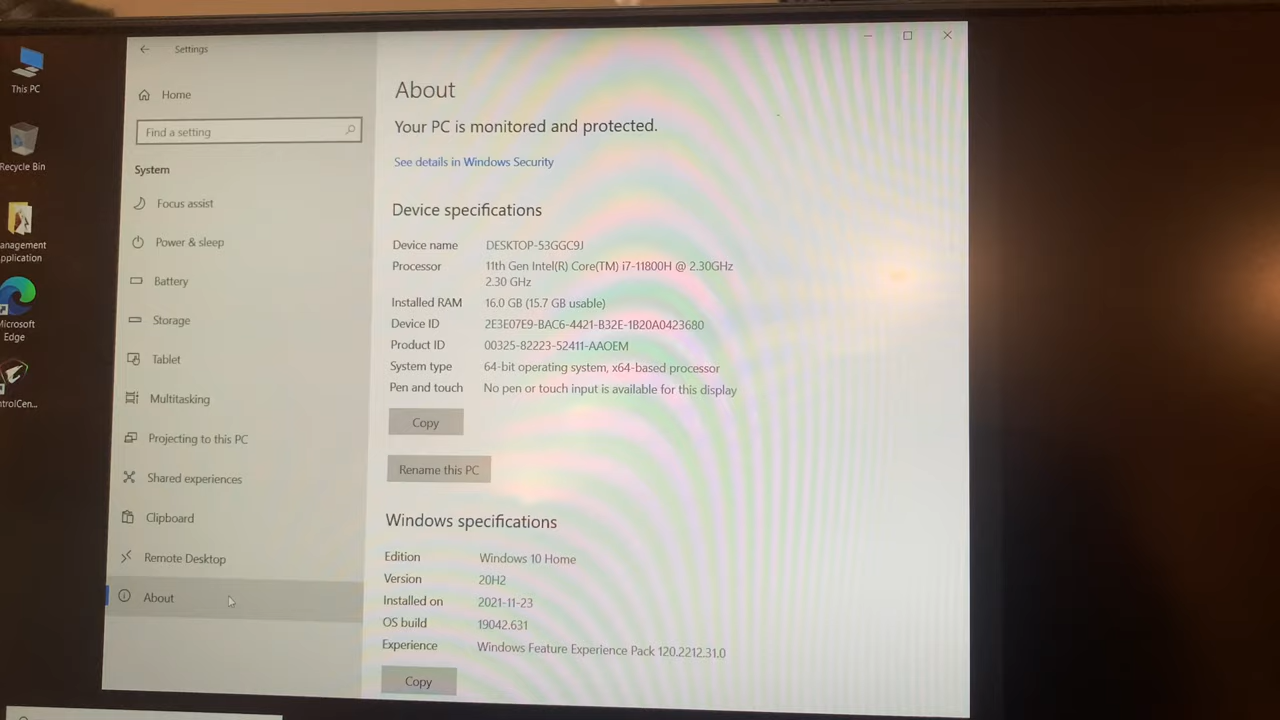 This PC
Recycle Bin
anagement
pplication
Microsoft
Edge
ntrolCen...
Settings
Home
Find a setting
System
Focus assist
Power & sleep
Battery
Storage
Tablet
Multitasking
Projecting to this PC
Shared experiences
Clipboard
Remote Desktop
About
About
Your PC is monitored and protected.
See details in Windows Security
Device specifications
Device name DESKTOP-53GGC9J
Processor 11th Gen Intel(R) Core(TM) i7-11800H @ 2.30GHz
2.30 GHz
Installed RAM 16.0 GB (15.7 GB usable)
Device ID 2E3E07E9-BAC6-4421-B32E-1B20A0423680
Product ID 00325-82223-52411-AAOEM
System type 64-bit operating system, x64-based processor
Pen and touch No pen or touch input is available for this display
Copy
Rename this PC
Windows specifications
Edition Windows 10 Home
Version 20H2
Installed on 2021-11-23
OS build 19042.631
Experience Windows Feature Experience Pack 120.2212.31.0
Copy